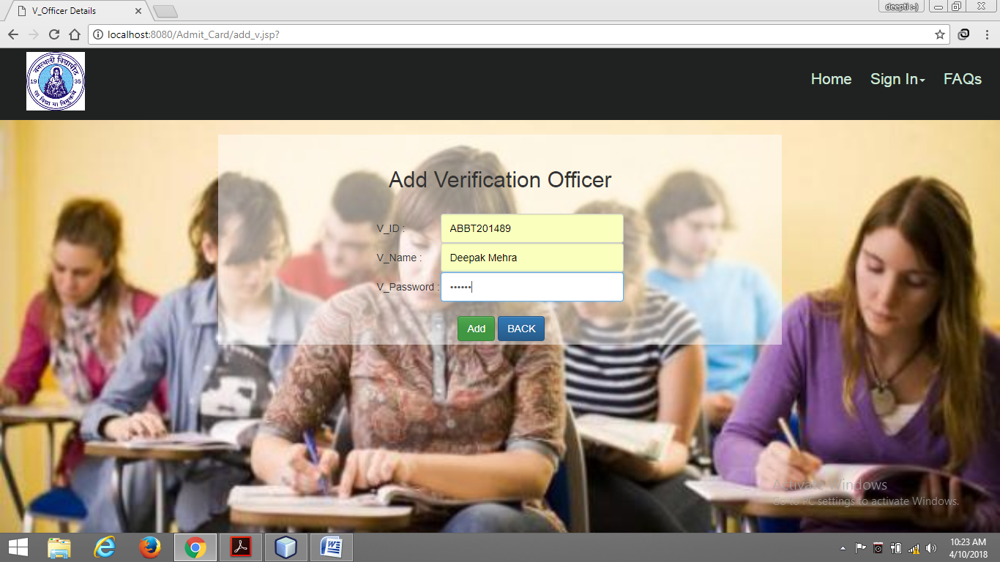 V_Officer Details
deepti :-)
localhost:8080/Admit_Card/add_v.jsp?
वनस्थली विद्यापीठ
19 35
सा विद्या या विमुक्तये
Home Sign In FAQs
Add Verification Officer
V_ID : ABBT201489
V_Name : Deepak Mehra
V_Password : ••••••
Add BACK
Activate Windows
Go to PC settings to activate Windows.
10:23 AM
4/10/2018